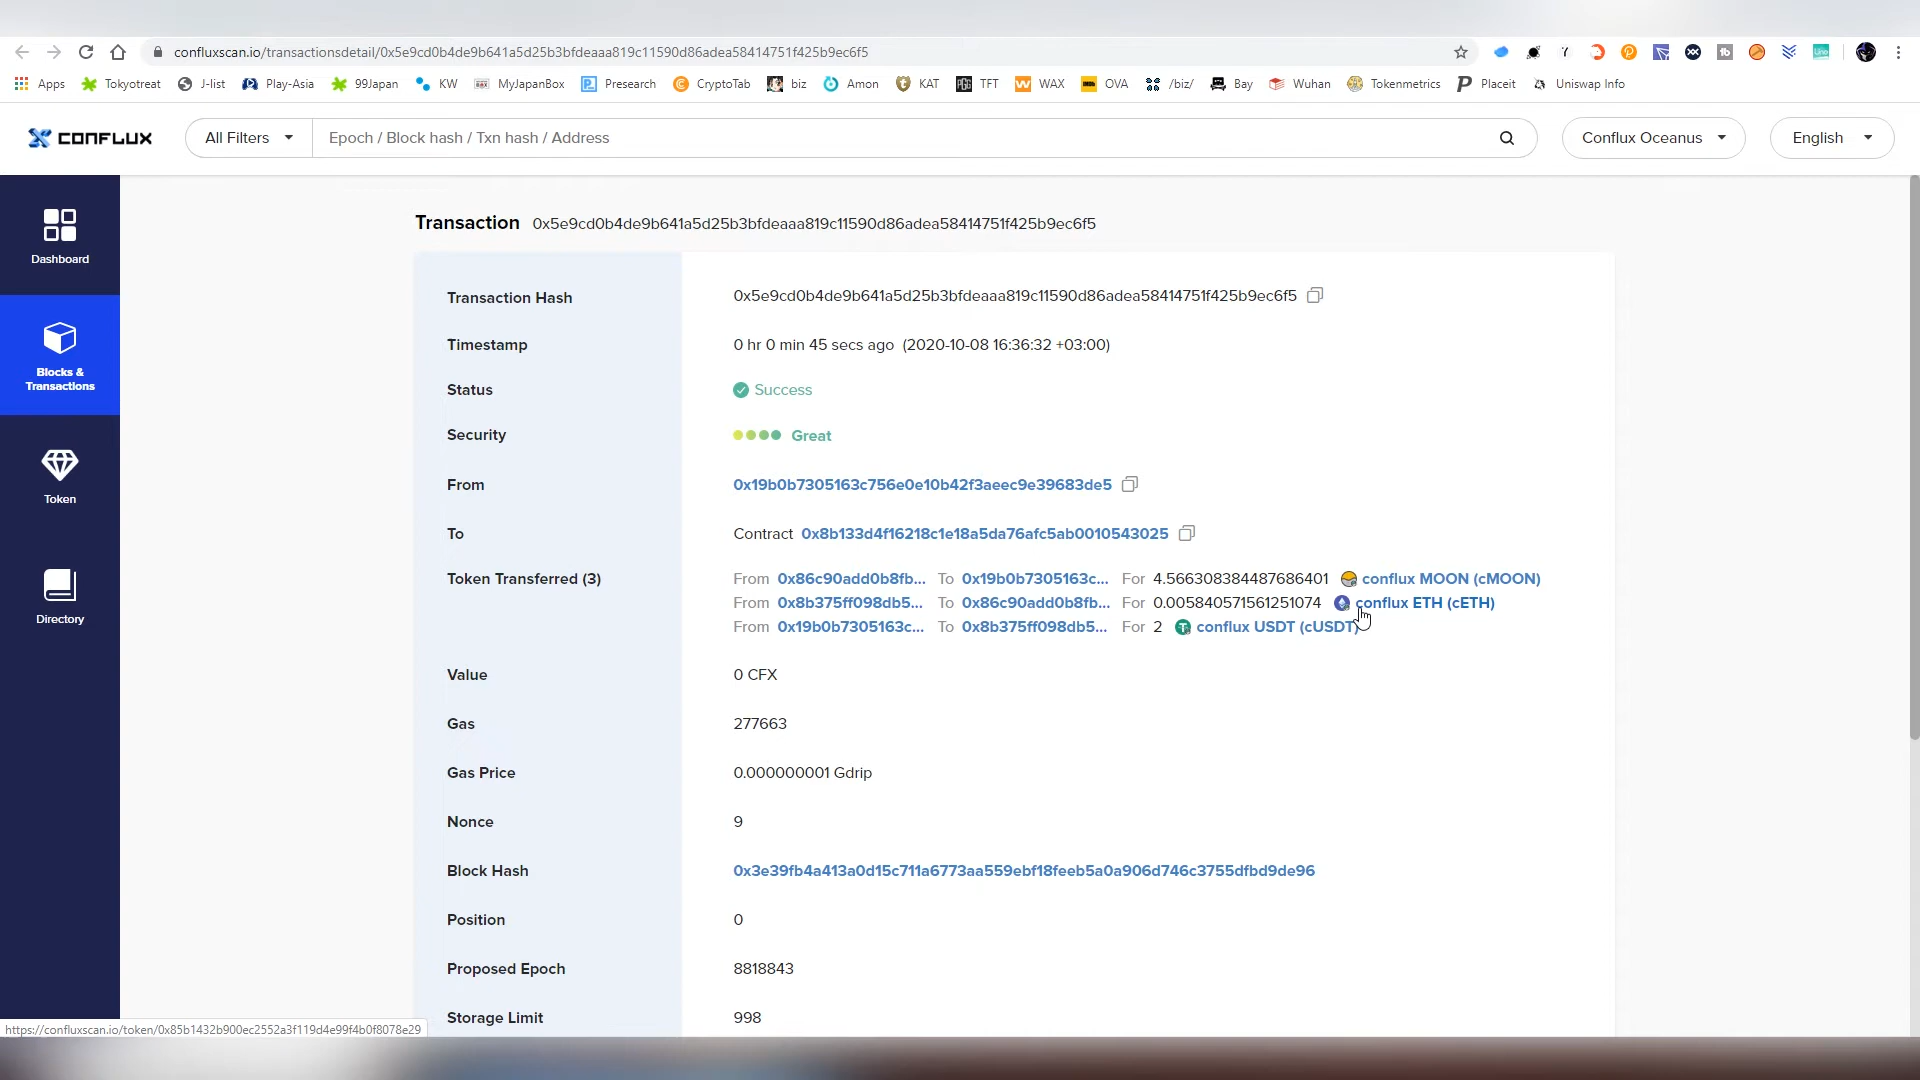 confluxscan.io/transactionsdetail/0x5e9cd0b4de9b641a5d25b3bfdeaaa819c11590d86adea58414751f425b9ec6f5
Apps Tokyotreat J-list Play-Asia 99Japan KW MyJapanBox Presearch CryptoTab biz Amon KAT TFT WAX OVA /biz/ Bay Wuhan Tokenmetrics Placeit Uniswap Info
CONFLUX All Filters Epoch / Block hash / Txn hash / Address Conflux Oceanus English
Dashboard
Blocks &
Transactions
Token
Directory
Transaction 0x5e9cd0b4de9b641a5d25b3bfdeaaa819c11590d86adea58414751f425b9ec6f5
Transaction Hash 0x5e9cd0b4de9b641a5d25b3bfdeaaa819c11590d86adea58414751f425b9ec6f5
Timestamp 0 hr 0 min 45 secs ago (2020-10-08 16:36:32 +03:00)
Status Success
Security Great
From 0x19b0b7305163c756e0e10b42f3aeec9e39683de5
To Contract 0x8b133d4f16218c1e18a5da76afc5ab0010543025
Token Transferred (3) From 0x86c90add0b8fb... To 0x19b0b7305163c... For 4.566308384487686401 conflux MOON (cMOON)
From 0x8b375ff098db5... To 0x86c90add0b8fb... For 0.005840571561251074 conflux ETH (cETH)
From 0x19b0b7305163c... To 0x8b375ff098db5... For 2 conflux USDT (cUSDT)
Value 0 CFX
Gas 277663
Gas Price 0.000000001 Gdrip
Nonce 9
Block Hash 0x3e39fb4a413a0d15c711a6773aa559ebf18feeb5a0a906d746c3755dfbd9de96
Position 0
Proposed Epoch 8818843
Storage Limit 998
https://confluxscan.io/token/0x85b1432b900ec2552a3f119d4e99f4b0f8078e29